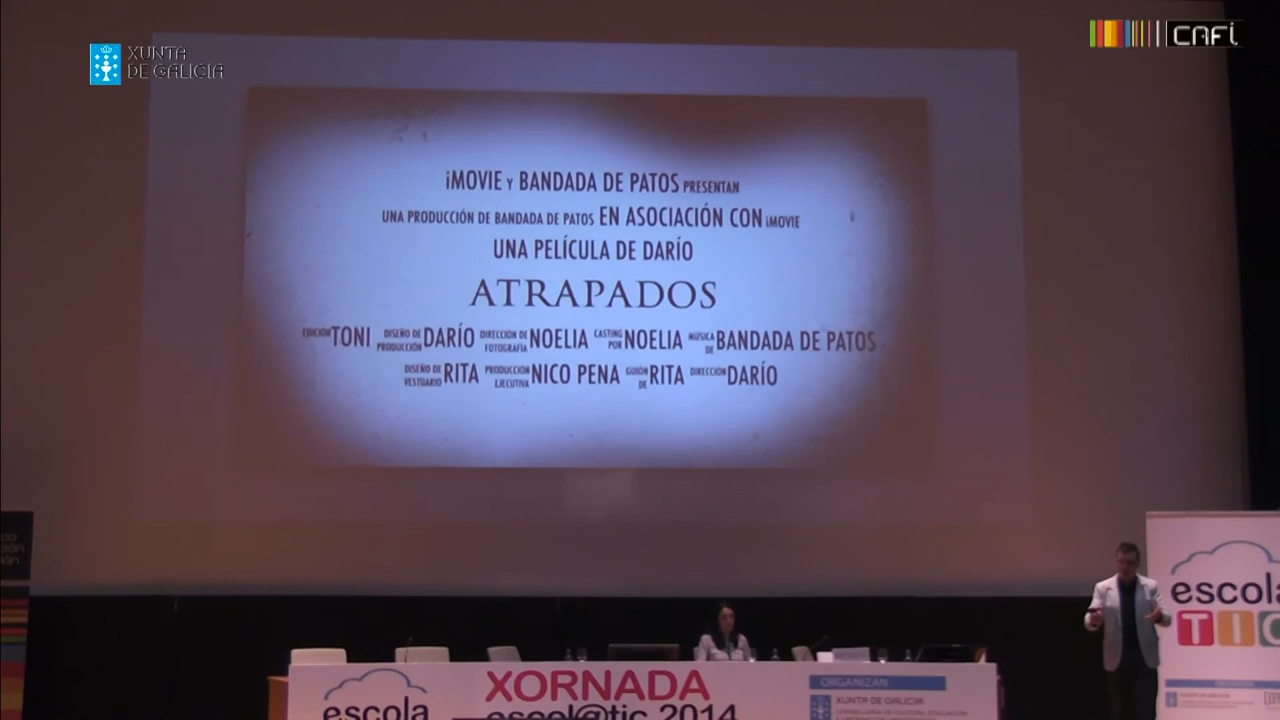 XUNTA
DE GALICIA
CAFi
iMOVIE Y BANDADA DE PATOS PRESENTAN
UNA PRODUCCIÓN DE BANDADA DE PATOS EN ASOCIACIÓN CON iMOVIE
UNA PELÍCULA DE DARÍO
ATRAPADOS
EDICIÓN TONI DISEÑO DE PRODUCCIÓN DARÍO DIRECCIÓN DE FOTOGRAFÍA NOELIA CASTING POR NOELIA MÚSICA DE BANDADA DE PATOS
DISEÑO DE VESTUARIO RITA PRODUCCIÓN EJECUTIVA NICO PENA GUIÓN DE RITA DIRECCIÓN DARÍO
escola
TIC
escola
XORNADA
escol@tic 2014
ORGANIZAN
XUNTA DE GALICIA